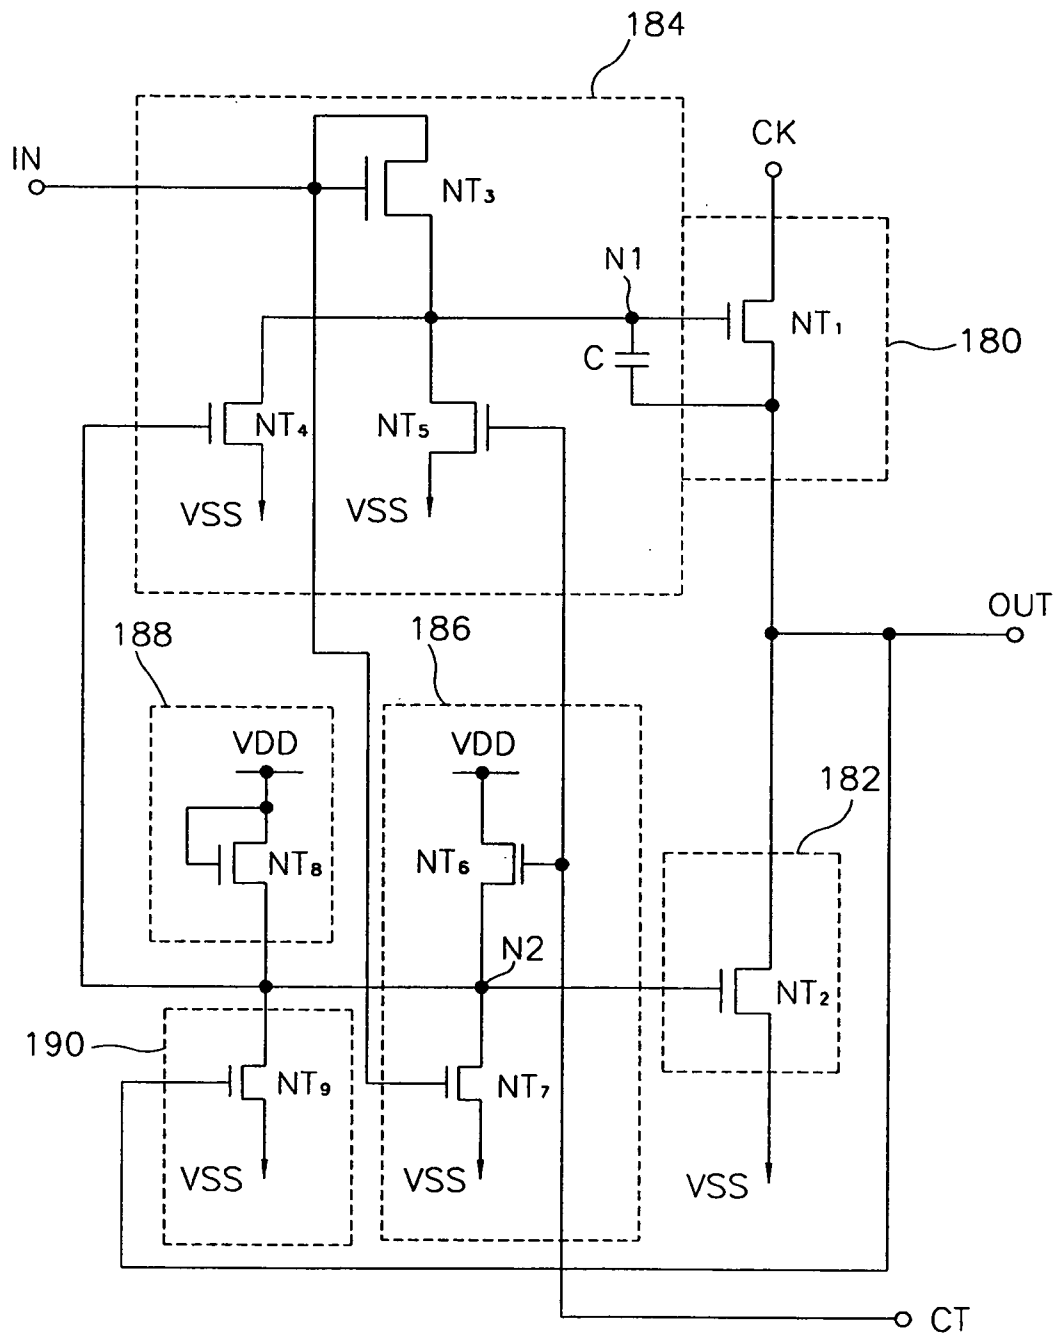 184
CK
IN
NT₃
N1
NT₁
180
C
NT₄
NT₅
VSS
VSS
OUT
188
186
VDD
VDD
182
NT₈
NT₆
N2
NT₂
190
NT₉
NT₇
VSS
VSS
VSS
CT